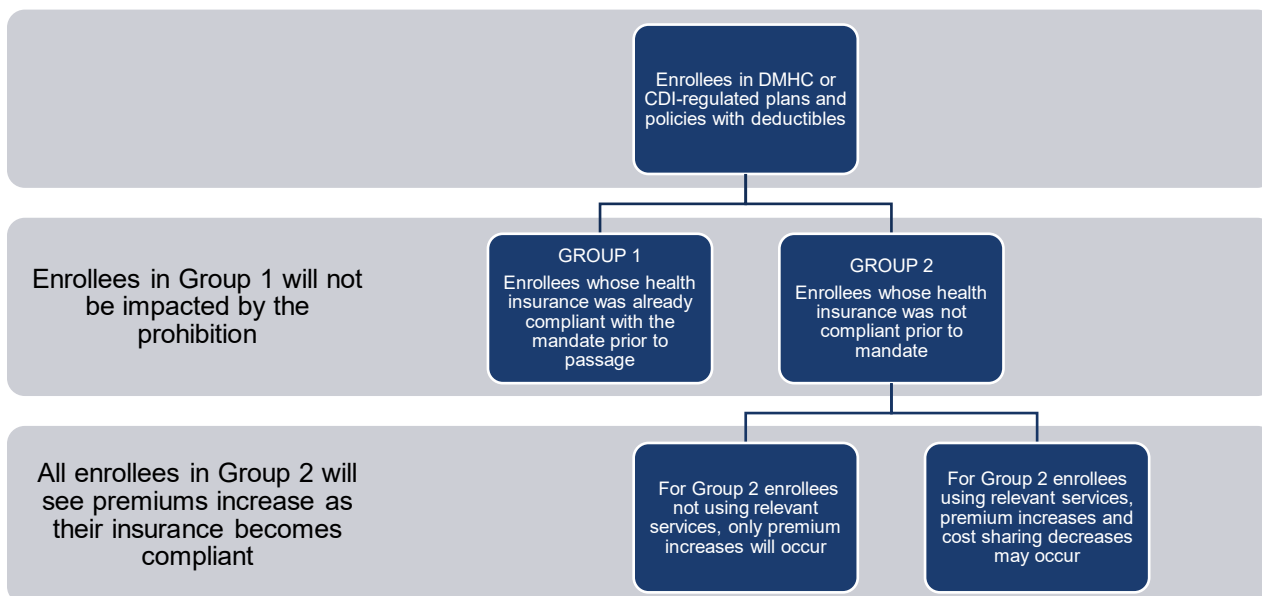 Enrollees in DMHC or
CDI-regulated plans and
policies with deductibles
Enrollees in Group 1 will not
be impacted by the
prohibition
GROUP 1
Enrollees whose health
insurance was already
compliant with the
mandate prior to
passage
GROUP 2
Enrollees whose health
insurance was not
compliant prior to
mandate
All enrollees in Group 2 will
see premiums increase as
their insurance becomes
compliant
For Group 2 enrollees
not using relevant
services, only premium
increases will occur
For Group 2 enrollees
using relevant services,
premium increases and
cost sharing decreases
may occur